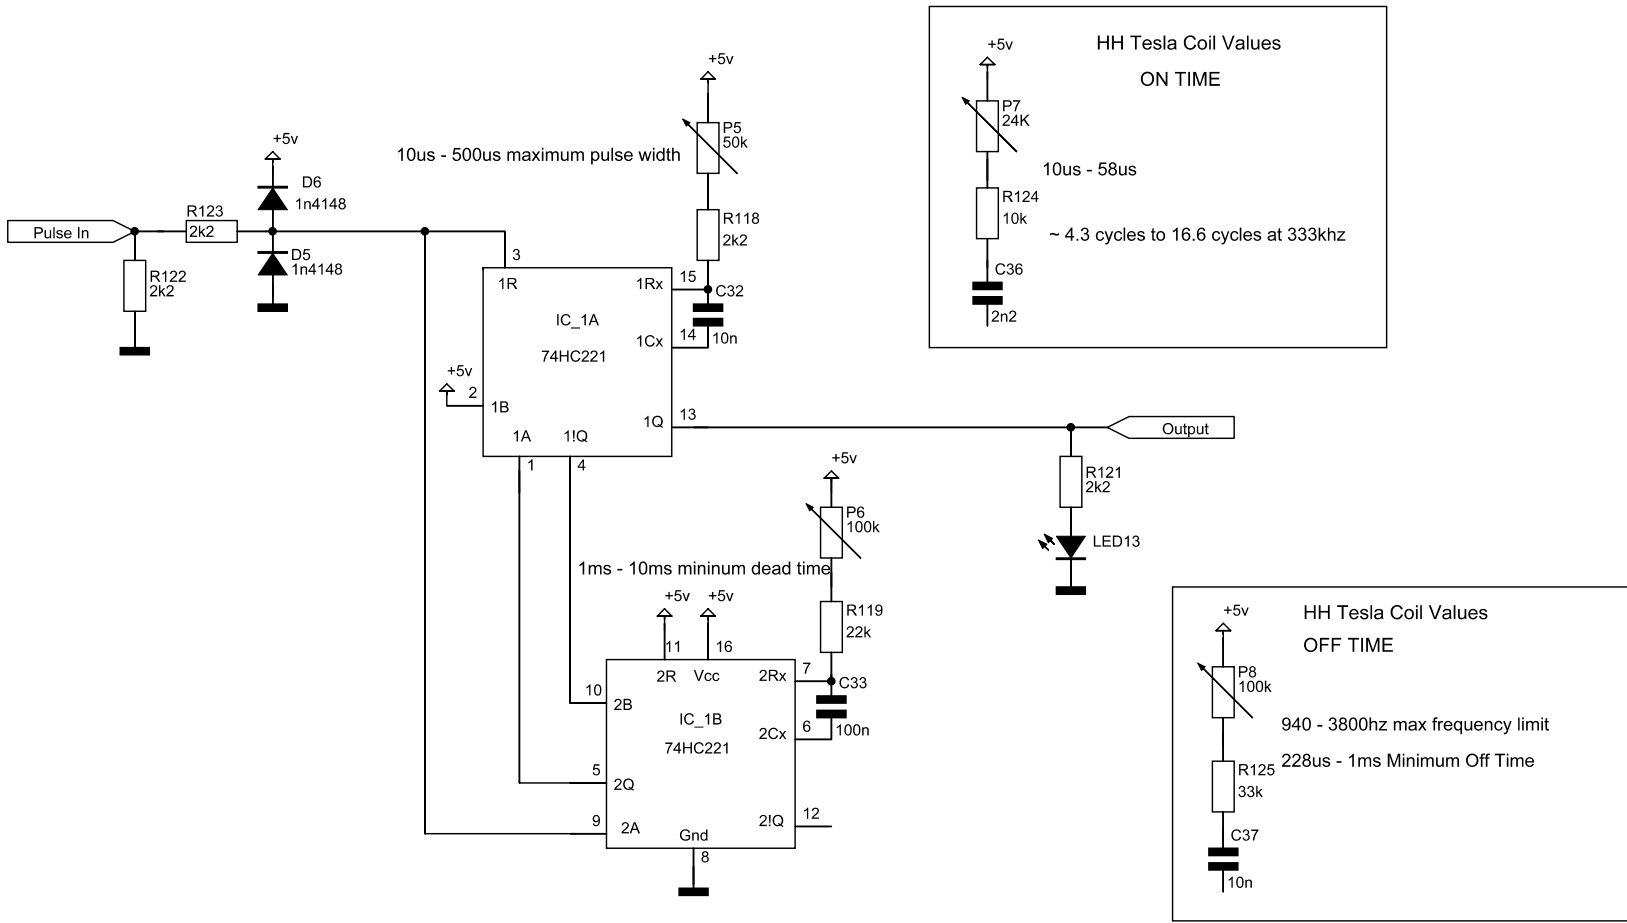 HH Tesla Coil Values
ON TIME
+5v
P7
24K
10us - 58us
R124
10k
~ 4.3 cycles to 16.6 cycles at 333khz
C36
2n2
+5v
P5
50k
10us - 500us maximum pulse width
R118
2k2
+5v
D6
1n4148
Pulse In
R123
2k2
D5
1n4148
R122
2k2
3
1R
15
1Rx
C32
IC_1A
74HC221
14
1Cx
10n
+5v
2
1B
1Q
13
1A
1!Q
1
4
Output
R121
2k2
LED13
+5v
P6
100k
1ms - 10ms mininum dead time
+5v
+5v
R119
22k
11
16
2R
Vcc
2Rx
7
C33
10
2B
IC_1B
74HC221
2Cx
6
100n
5
2Q
9
2A
Gnd
2!Q
12
8
HH Tesla Coil Values
OFF TIME
+5v
P8
100k
940 - 3800hz max frequency limit
228us - 1ms Minimum Off Time
R125
33k
C37
10n